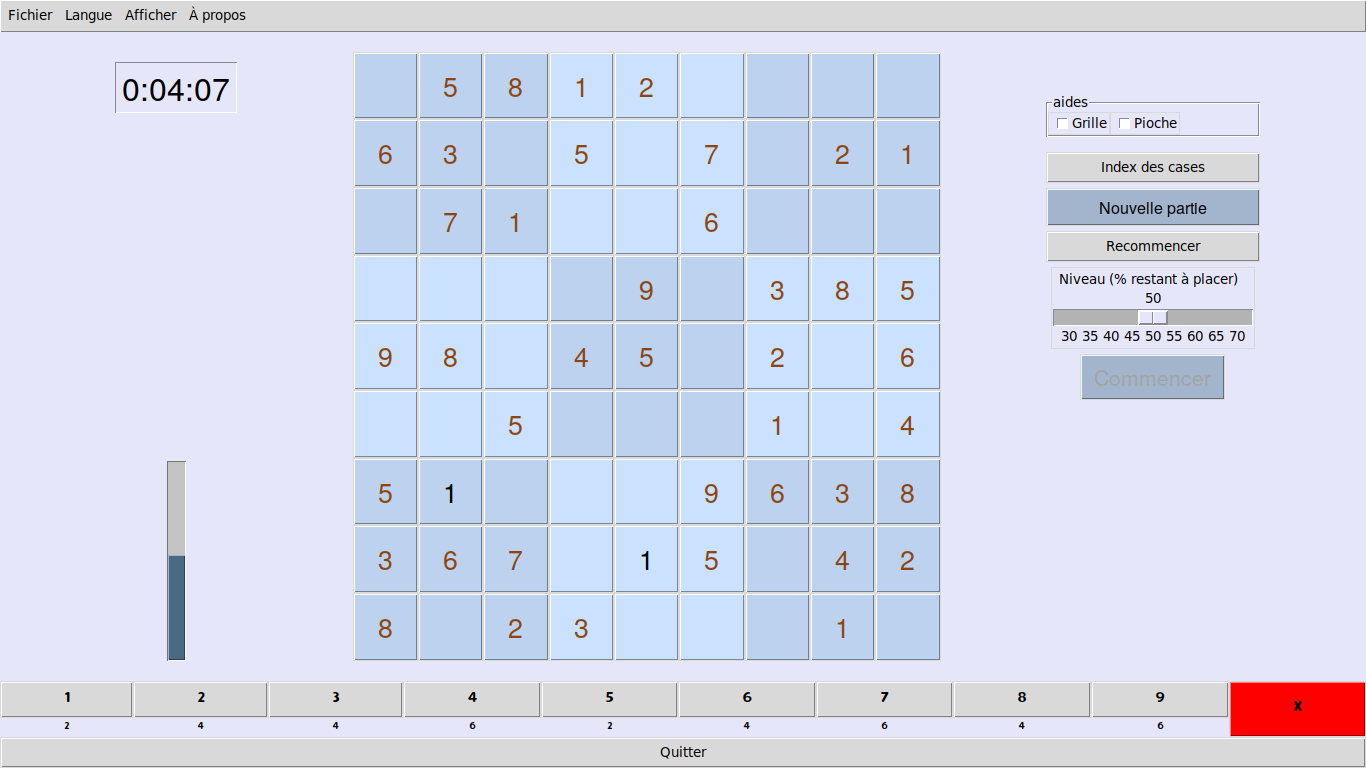 Fichier Langue Afficher À propos
0:04:07
5 8 1 2
6 3 5 7 2 1
7 1 6
9 3 8 5
9 8 4 5 2 6
5 1 4
5 1 9 6 3 8
3 6 7 1 5 4 2
8 2 3 1
aides
Grille Pioche
Index des cases
Nouvelle partie
Recommencer
Niveau (% restant à placer)
50
30 35 40 45 50 55 60 65 70
Commencer
1 2 3 4 5 6 7 8 9 x
2 4 4 6 2 4 6 4 6
Quitter